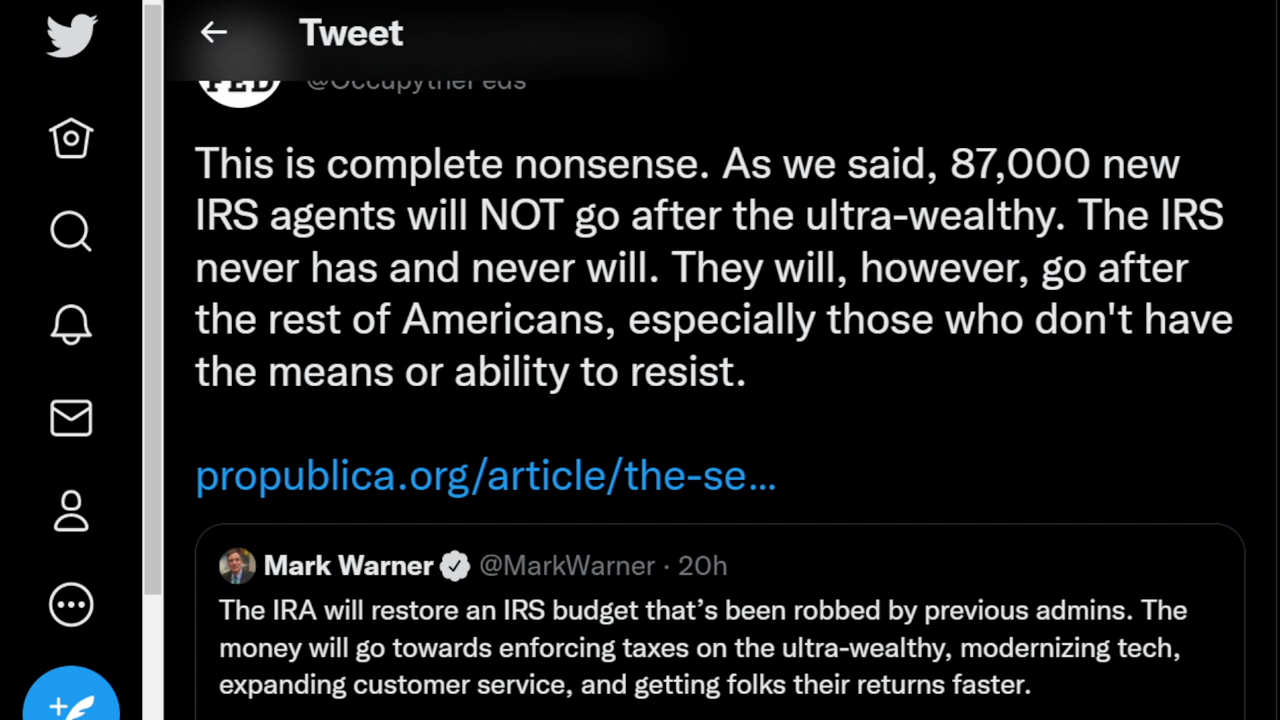 Tweet
FED
@OccupytheFeds
This is complete nonsense. As we said, 87,000 new
IRS agents will NOT go after the ultra-wealthy. The IRS
never has and never will. They will, however, go after
the rest of Americans, especially those who don't have
the means or ability to resist.
propublica.org/article/the-se...
Mark Warner @MarkWarner · 20h
The IRA will restore an IRS budget that’s been robbed by previous admins. The
money will go towards enforcing taxes on the ultra-wealthy, modernizing tech,
expanding customer service, and getting folks their returns faster.